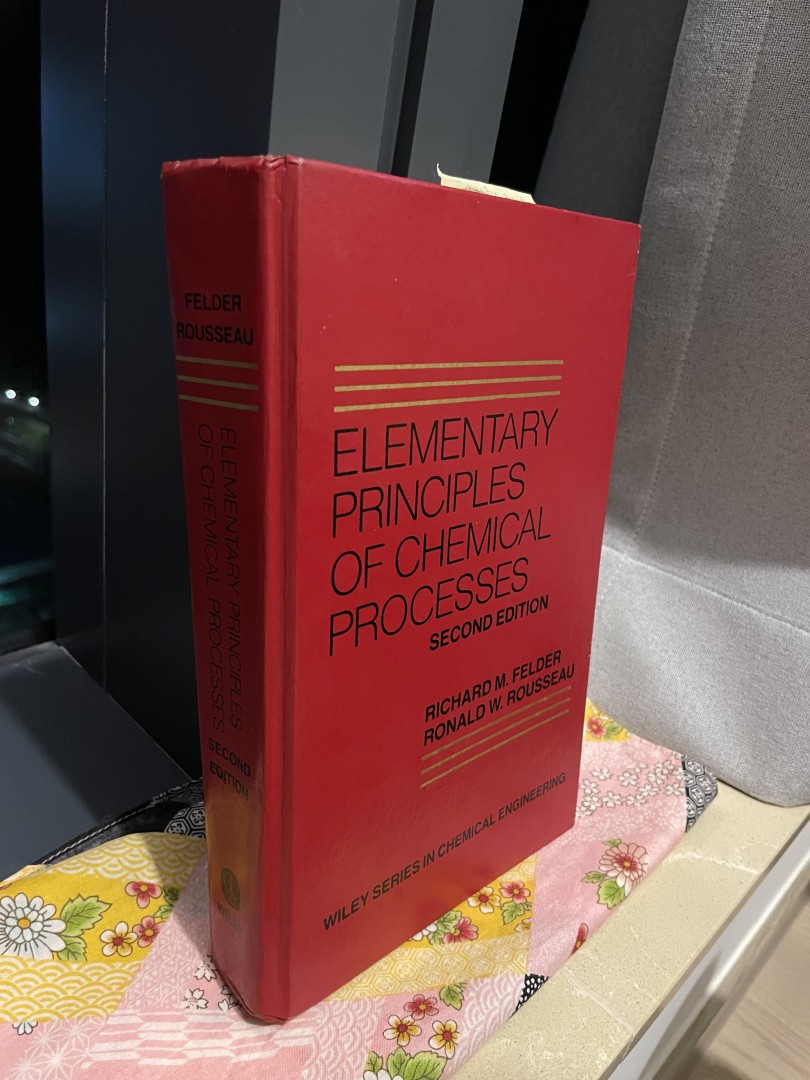 FELDER
ROUSSEAU
ELEMENTARY PRINCIPLES
OF CHEMICAL PROCESSES
SECOND
EDITION
ELEMENTARY
PRINCIPLES
OF CHEMICAL
PROCESSES
SECOND EDITION
RICHARD M. FELDER
RONALD W. ROUSSEAU
WILEY SERIES IN CHEMICAL ENGINEERING